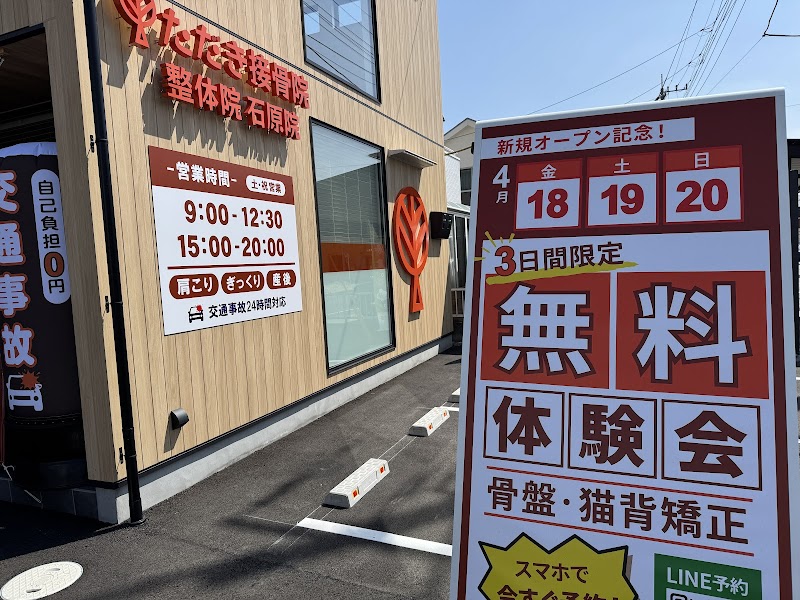 たたき接骨院
整体院 石原院
-営業時間-
土・祝営業
9:00-12:30
15:00-20:00
肩こり ぎっくり 産後
交通事故24時間対応
自己負担0円
交通事故
新規オープン記念!
4月
金 土 日
18 19 20
3日間限定
無料
体験会
骨盤・猫背矯正
スマホで
今すぐ予約!
LINE予約